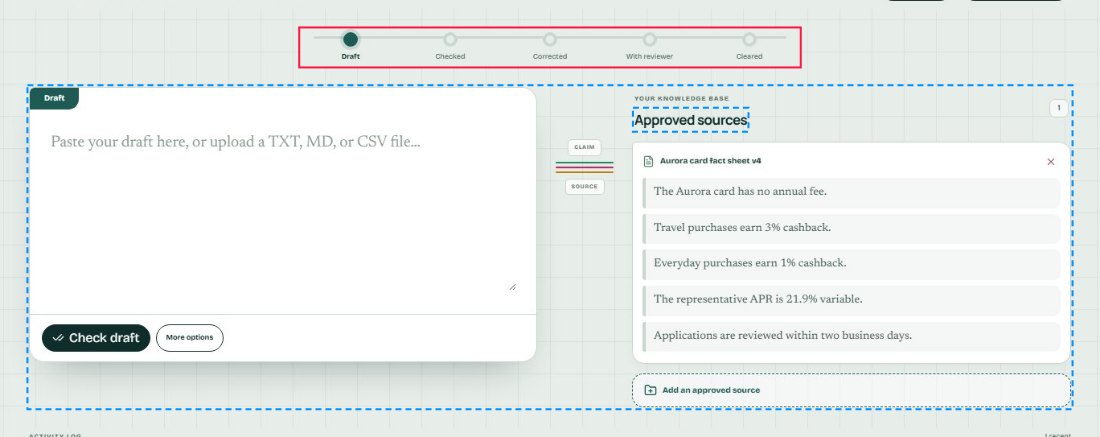 Draft
Checked
Corrected
With reviewer
Cleared
Draft
Paste your draft here, or upload a TXT, MD, or CSV file...
Check draft
More options
CLAIM
SOURCE
YOUR KNOWLEDGE BASE
Approved sources
1
Aurora card fact sheet v4
The Aurora card has no annual fee.
Travel purchases earn 3% cashback.
Everyday purchases earn 1% cashback.
The representative APR is 21.9% variable.
Applications are reviewed within two business days.
Add an approved source
ACTIVITY LOG
1 recent